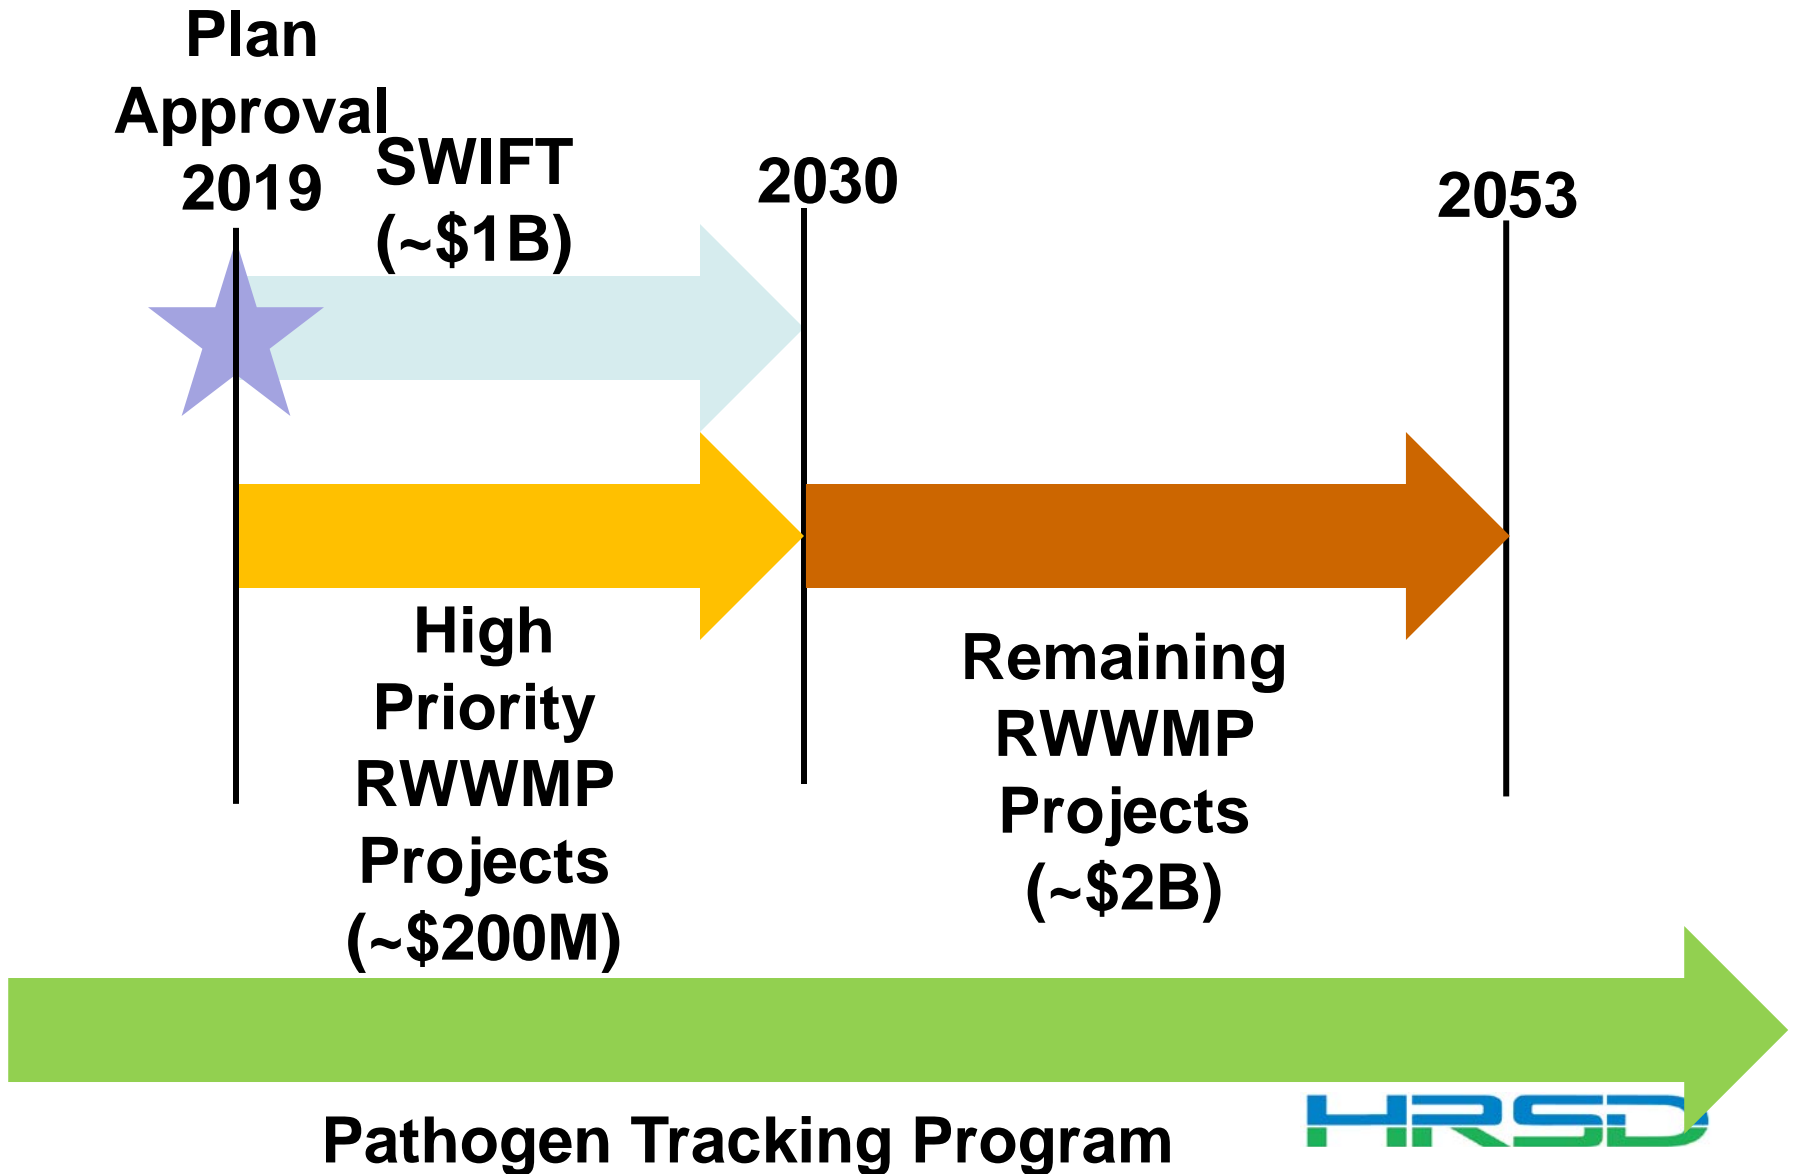 Plan
Approval
2019
SWIFT
(~$1B)
2030
2053
High
Priority
RWWMP
Projects
(~$200M)
Remaining
RWWMP
Projects
(~$2B)
Pathogen Tracking Program
HRSD